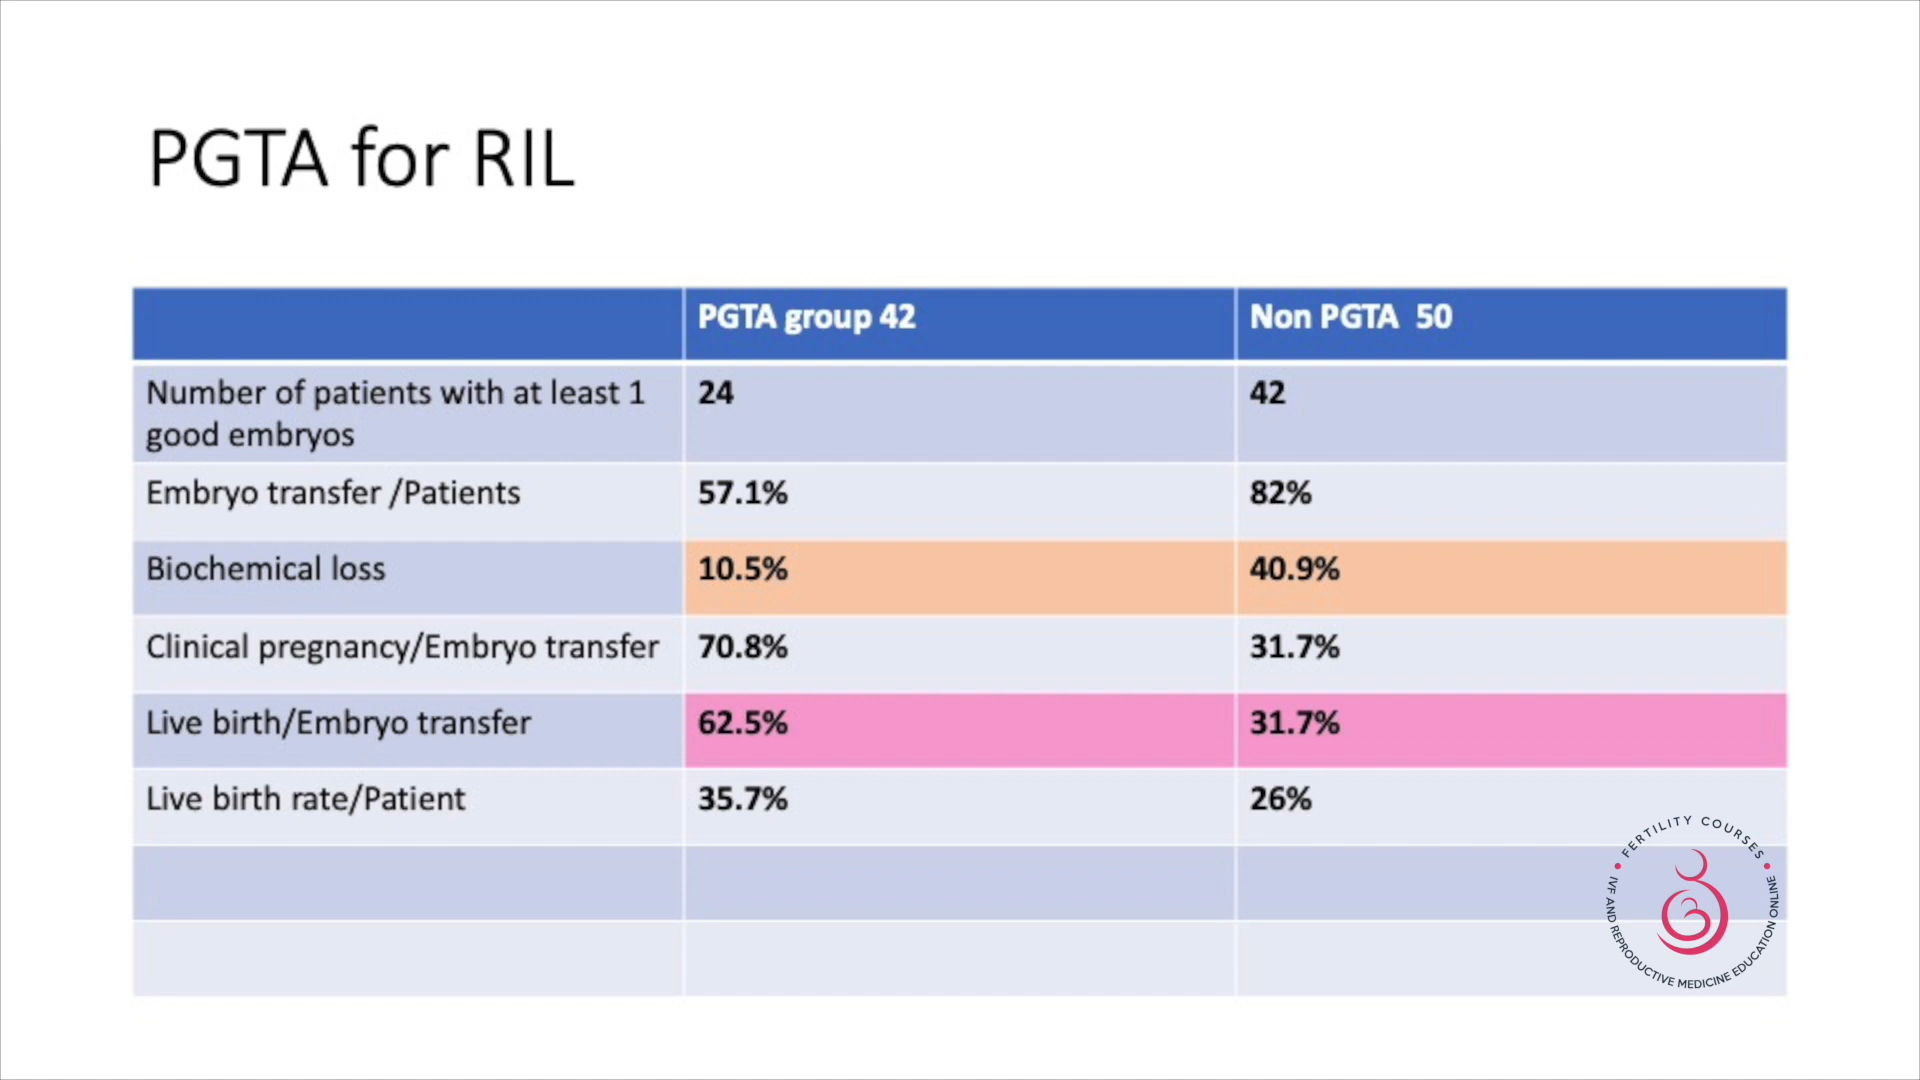 PGTA for RIL
PGTA group 42
Non PGTA 50
Number of patients with at least 1
good embryos
24
42
Embryo transfer /Patients
57.1%
82%
Biochemical loss
10.5%
40.9%
Clinical pregnancy/Embryo transfer
70.8%
31.7%
Live birth/Embryo transfer
62.5%
31.7%
Live birth rate/Patient
35.7%
26%
FERTILITY COURSES
IVF AND REPRODUCTIVE MEDICINE EDUCATION ONLINE